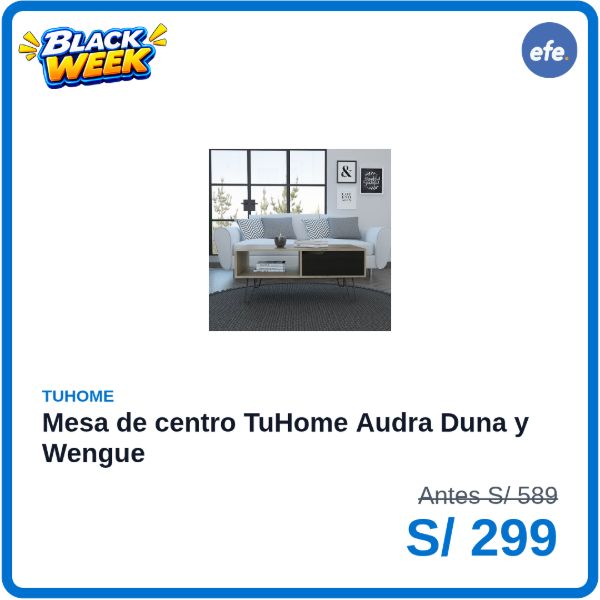 BLACK
WEEK
efe.
&
TUHOME
Mesa de centro TuHome Audra Duna y
Wengue
Antes S/ 589
S/ 299